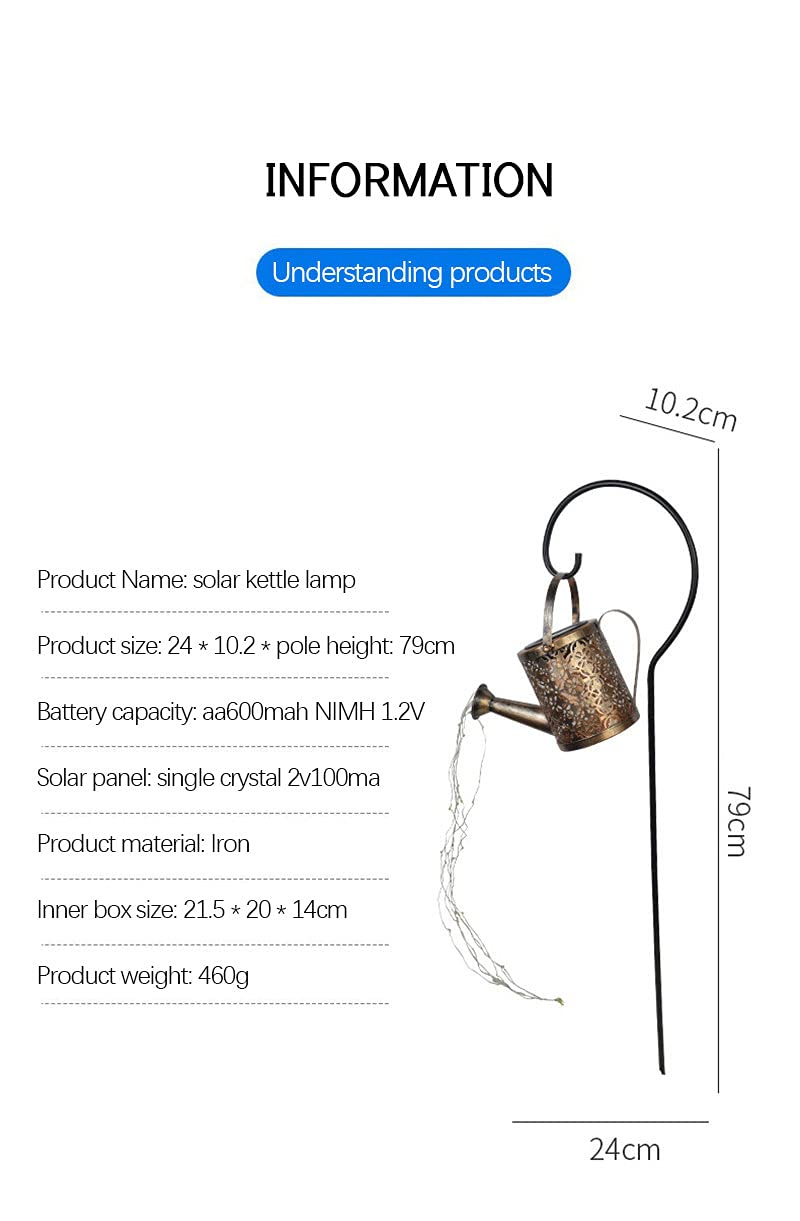 INFORMATION
Understanding products
10.2cm
Product Name: solar kettle lamp
Product size: 24 * 10.2 * pole height: 79cm
Battery capacity: aa600mah NIMH 1.2V
Solar panel: single crystal 2v100ma
Product material: Iron
Inner box size: 21.5 * 20 * 14cm
Product weight: 460g
79cm
24cm